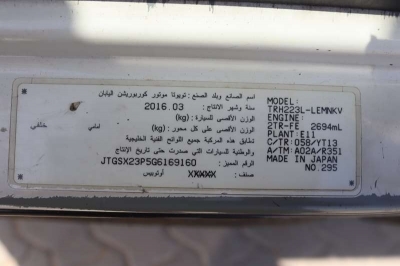 اسم الصانع وبلد الصنع : تويوتا موتور كوربوريشن اليابان
سنة وشهر الانتاج : 2016.03
الوزن الأقصى للسيارة : (kg)
الوزن الأقصى على كل محور : (kg) أمامي خلفي
تطابق هذه المركبة جميع اللوائح الفنية الخليجية
والوطنية للسيارات التي صدرت حتى تاريخ الإنتاج
الرقم المميز : JTGSX23P5G6169160
صنف : XXXXX أوتوبيس
MODEL:
TRH223L-LEMNKV
ENGINE:
2TR-FE 2694mL
PLANT:E11
C/TR:058/YT13
A/TM:A02A/R351
MADE IN JAPAN
NO.295